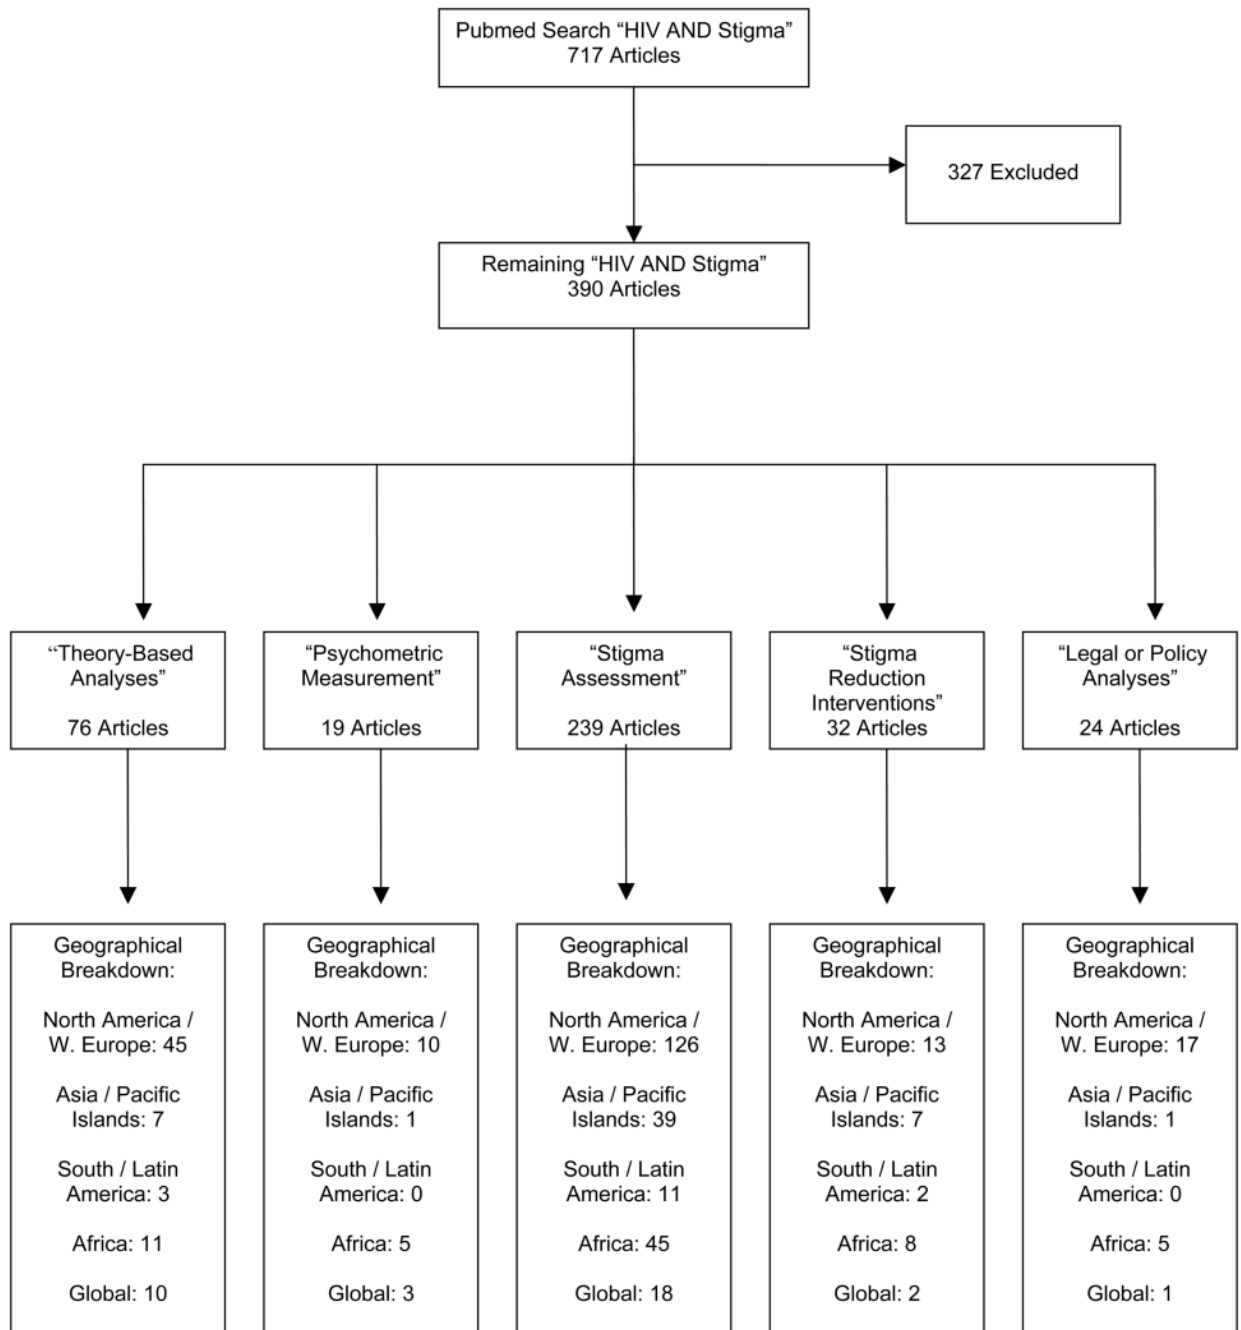 Pubmed Search “HIV AND Stigma”
717 Articles
327 Excluded
Remaining “HIV AND Stigma”
390 Articles
“Theory-Based
Analyses”
76 Articles
“Psychometric
Measurement”
19 Articles
“Stigma
Assessment”
239 Articles
“Stigma
Reduction
Interventions”
32 Articles
“Legal or Policy
Analyses”
24 Articles
Geographical
Breakdown:
North America /
W. Europe: 45
Asia / Pacific
Islands: 7
South / Latin
America: 3
Africa: 11
Global: 10
Geographical
Breakdown:
North America /
W. Europe: 10
Asia / Pacific
Islands: 1
South / Latin
America: 0
Africa: 5
Global: 3
Geographical
Breakdown:
North America /
W. Europe: 126
Asia / Pacific
Islands: 39
South / Latin
America: 11
Africa: 45
Global: 18
Geographical
Breakdown:
North America /
W. Europe: 13
Asia / Pacific
Islands: 7
South / Latin
America: 2
Africa: 8
Global: 2
Geographical
Breakdown:
North America /
W. Europe: 17
Asia / Pacific
Islands: 1
South / Latin
America: 0
Africa: 5
Global: 1